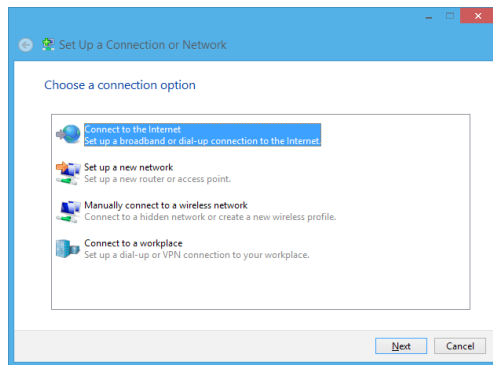 Set Up a Connection or Network
Choose a connection option
Connect to the Internet
Set up a broadband or dial-up connection to the Internet.
Set up a new network
Set up a new router or access point.
Manually connect to a wireless network
Connect to a hidden network or create a new wireless profile.
Connect to a workplace
Set up a dial-up or VPN connection to your workplace.
Next Cancel